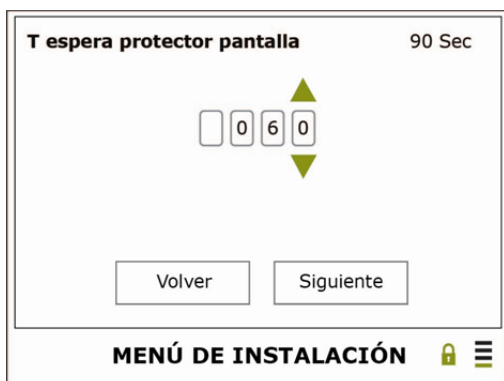 T espera protector pantalla 90 Sec
0 6 0
Volver Siguiente
MENÚ DE INSTALACIÓN